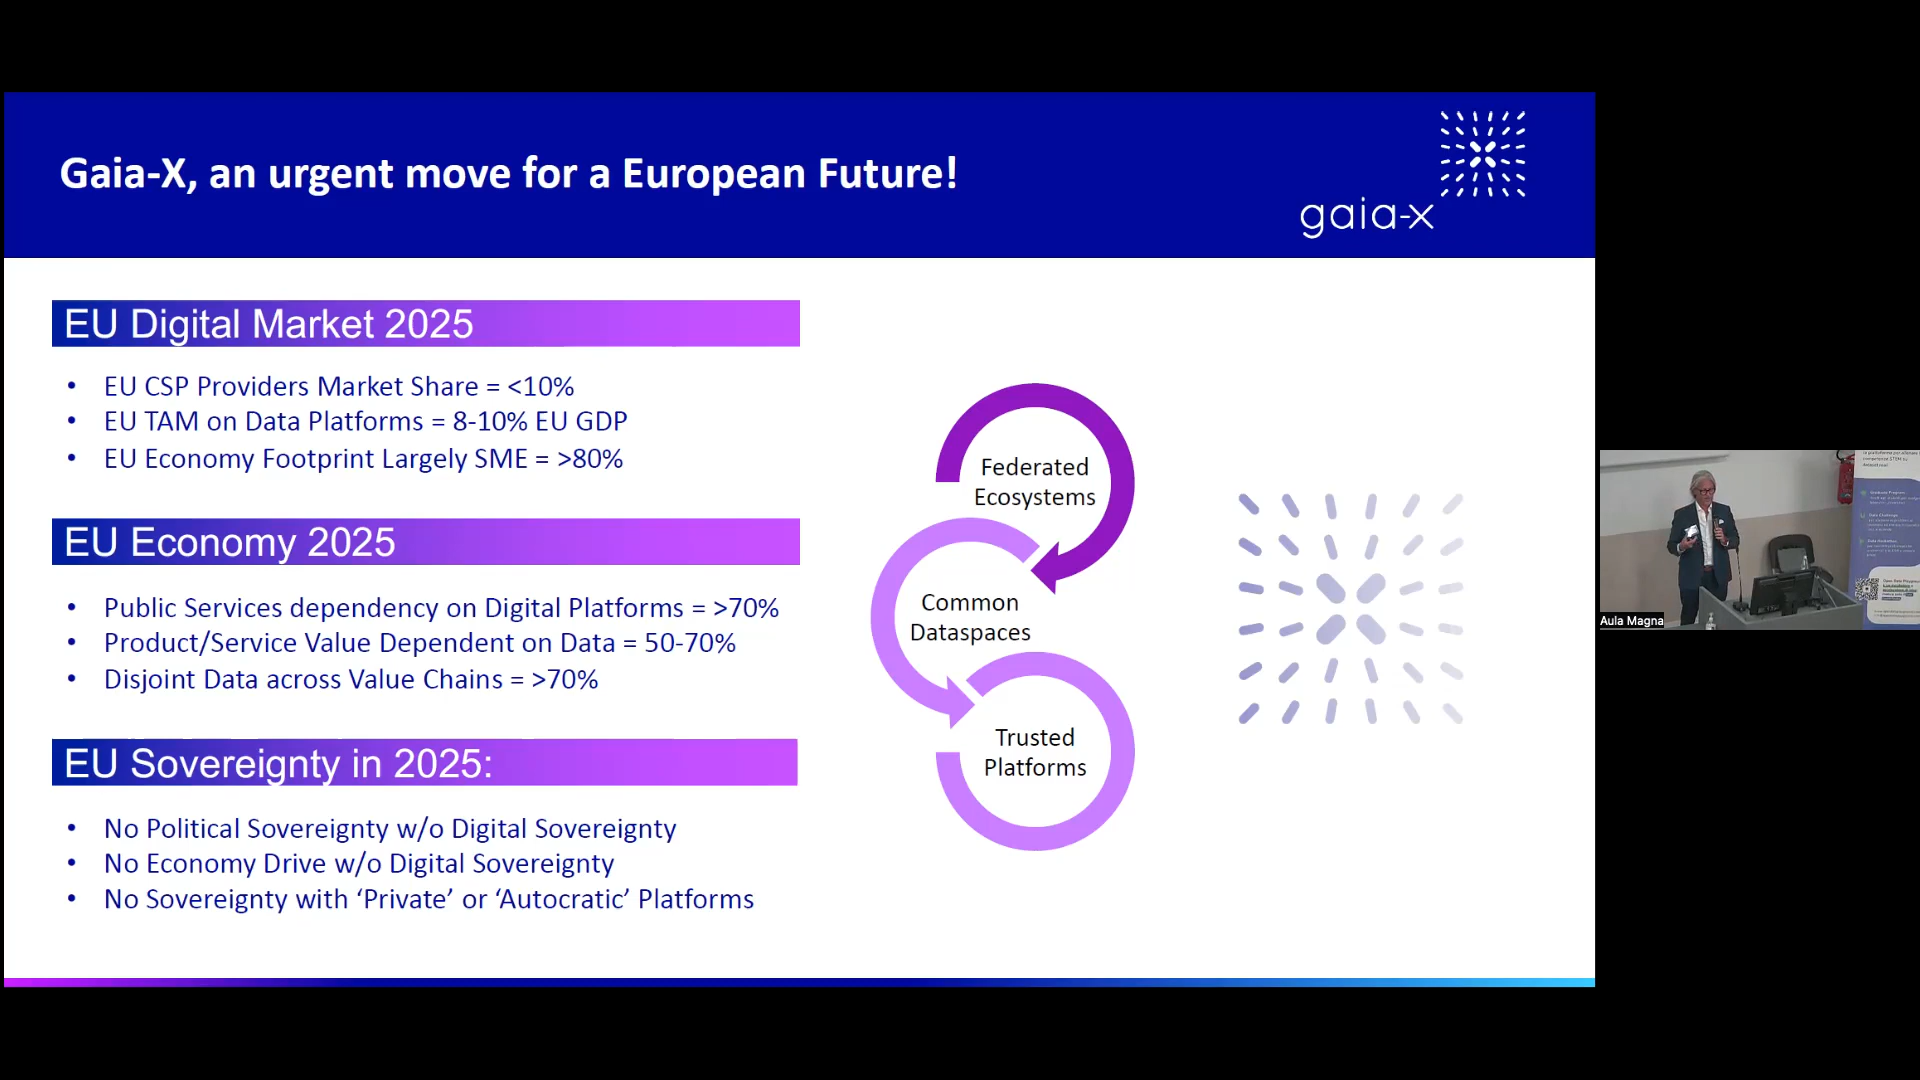 Gaia-X, an urgent move for a European Future!
gaia-x
EU Digital Market 2025
• EU CSP Providers Market Share = <10%
• EU TAM on Data Platforms = 8-10% EU GDP
• EU Economy Footprint Largely SME = >80%
EU Economy 2025
• Public Services dependency on Digital Platforms = >70%
• Product/Service Value Dependent on Data = 50-70%
• Disjoint Data across Value Chains = >70%
EU Sovereignty in 2025:
• No Political Sovereignty w/o Digital Sovereignty
• No Economy Drive w/o Digital Sovereignty
• No Sovereignty with ‘Private’ or ‘Autocratic’ Platforms
Federated
Ecosystems
Common
Dataspaces
Trusted
Platforms
Aula Magna